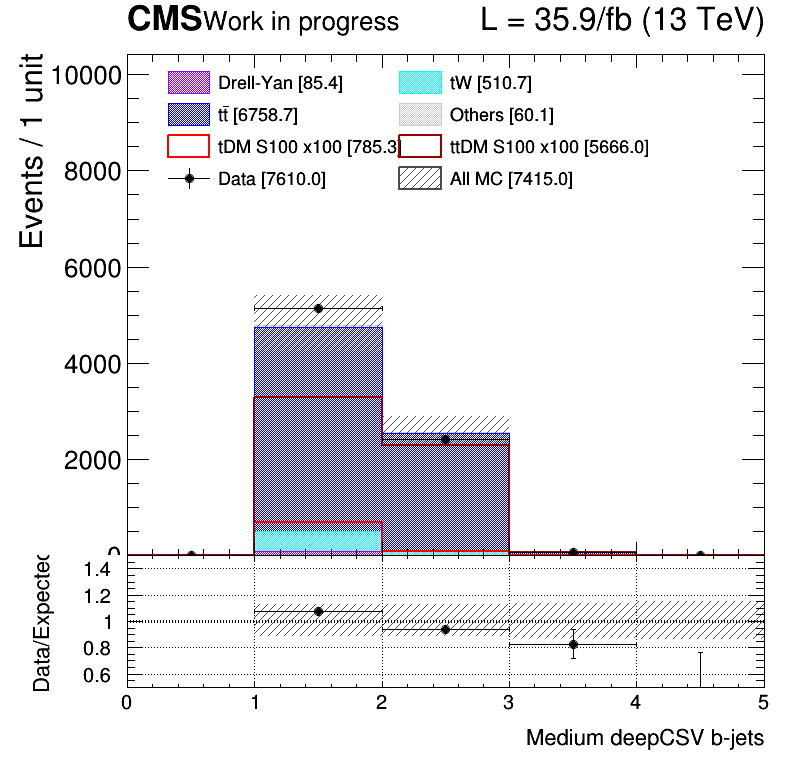 CMS Work in progress L = 35.9/fb (13 TeV)
Events / 1 unit
10000
8000
6000
4000
2000
0
Drell-Yan [85.4] tW [510.7]
tt̄ [6758.7] Others [60.1]
tDM S100 x100 [785.3] ttDM S100 x100 [5666.0]
Data [7610.0] All MC [7415.0]
Data/Expected
1.4
1.2
1
0.8
0.6
0 1 2 3 4 5
Medium deepCSV b-jets